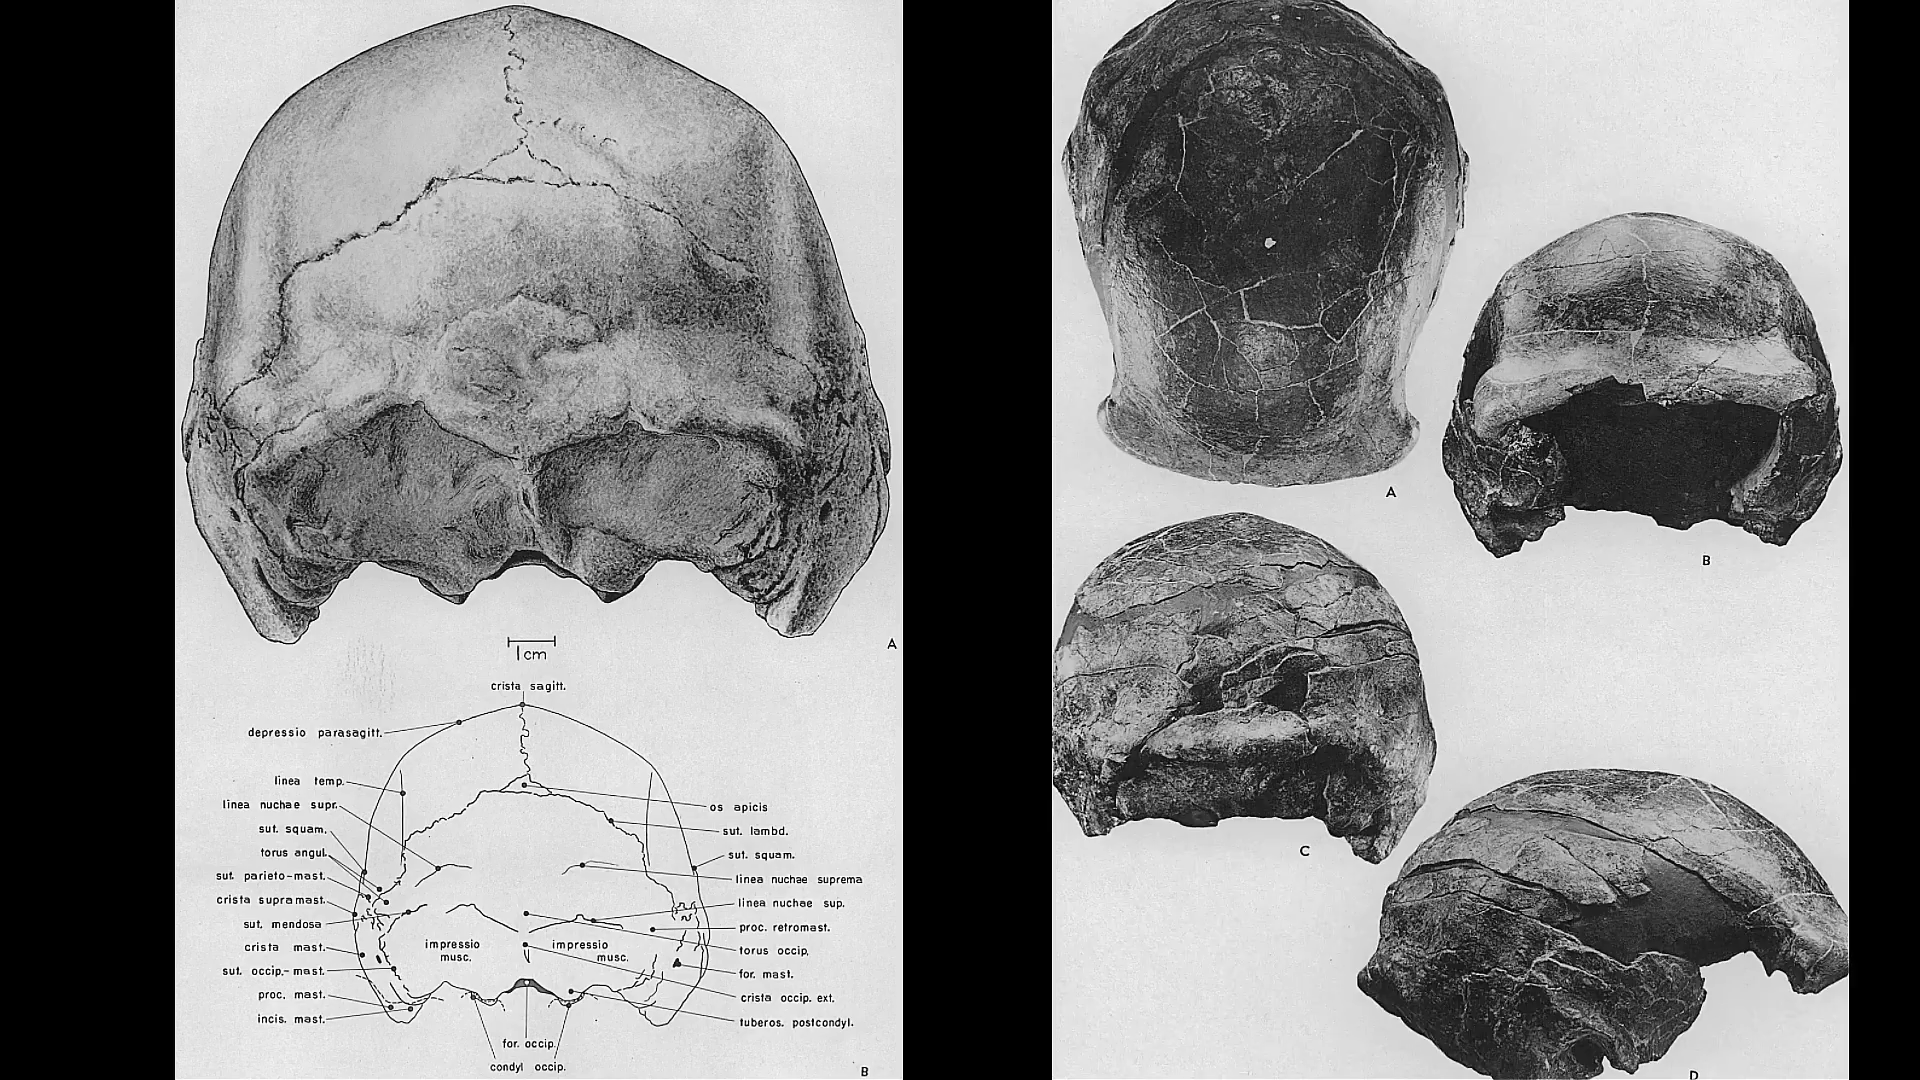 A
1cm
crista sagitt.
depressio parasagitt.
linea temp.
linea nuchae supr.
sut. squam.
torus angul.
sut. parieto-mast.
crista supramast.
sut. mendosa
crista mast.
sut. occip.-mast.
proc. mast.
incis. mast.
os apicis
sut. lambd.
sut. squam.
linea nuchae suprema
linea nuchae sup.
proc. retromast.
torus occip.
for. mast.
crista occip. ext.
tuberos. postcondyl.
impressio
musc.
impressio
musc.
for. occip.
condyl occip.
B
A
B
C
D